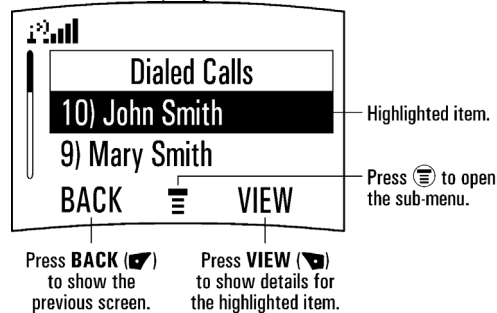 Dialed Calls
10) John Smith
Highlighted item.
9) Mary Smith
Press to open
the sub-menu.
BACK VIEW
Press BACK ( )
to show the
previous screen.
Press VIEW ( )
to show details for
the highlighted item.